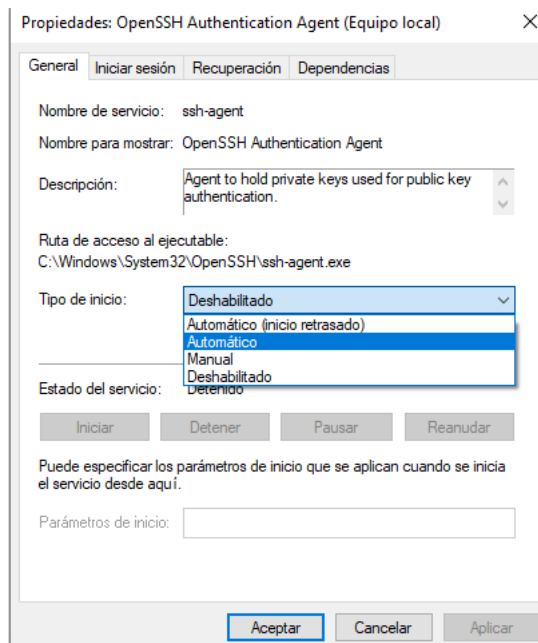 Propiedades: OpenSSH Authentication Agent (Equipo local)
General Iniciar sesión Recuperación Dependencias
Nombre de servicio: ssh-agent
Nombre para mostrar: OpenSSH Authentication Agent
Descripción: Agent to hold private keys used for public key
authentication.
Ruta de acceso al ejecutable:
C:\Windows\System32\OpenSSH\ssh-agent.exe
Tipo de inicio: Deshabilitado
Automático (inicio retrasado)
Automático
Manual
Deshabilitado
Estado del servicio: Detenido
Iniciar Detener Pausar Reanudar
Puede especificar los parámetros de inicio que se aplican cuando se inicia
el servicio desde aquí.
Parámetros de inicio:
Aceptar Cancelar Aplicar